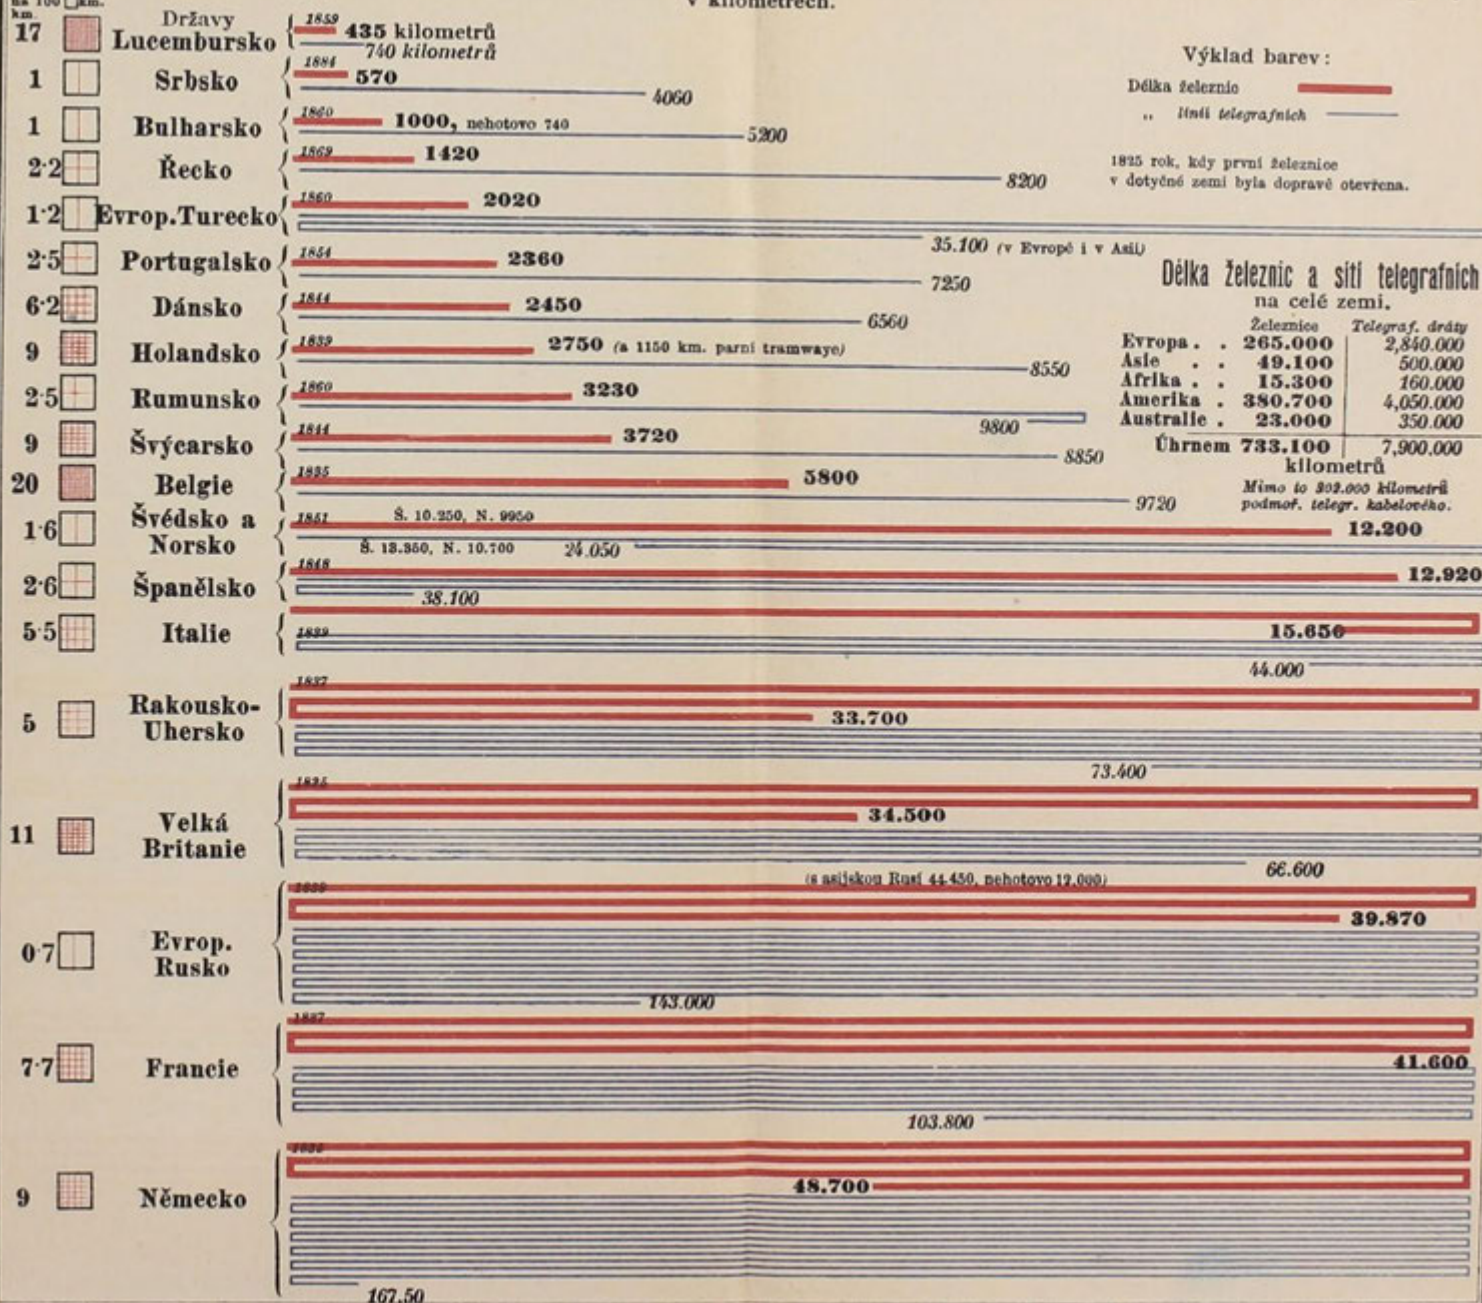 na 100 □km.
v kilometrech.
km.
Državy
17 Lucembursko 1859 435 kilometrů
740 kilometrů
1 Srbsko 1884 570
4060
1 Bulharsko 1860 1000, nehotovo 740
5200
2·2 Řecko 1869 1420
8200
1·2 Evrop. Turecko 1860 2020
35.100 (v Evropě i v Asii)
2·5 Portugalsko 1854 2360
7250
6·2 Dánsko 1844 2450
6560
9 Holandsko 1839 2750 (a 1150 km. parní tramwaye)
8550
2·5 Rumunsko 1860 3230
9800
9 Švýcarsko 1844 3720
8850
20 Belgie 1835 5800
9720
1·6 Švédsko a Norsko 1851 Š. 10.250, N. 9950 12.200
Š. 13.350, N. 10.700 24.050
2·6 Španělsko 1848 12.920
38.100
5·5 Italie 1839 15.650
44.000
5 Rakousko-
Uhersko 1837 33.700
73.400
11 Velká
Britanie 1825 34.500
66.600
(s asijskou Rusí 44.450, nehotovo 12.000)
0·7 Evrop.
Rusko 39.870
143.000
7·7 Francie 41.600
103.800
9 Německo 48.700
167.50
Výklad barev:
Délka železnic
„ linií telegrafních
1825 rok, kdy první železnice
v dotyčné zemi byla dopravě otevřena.
Délka železnic a sítí telegrafních
na celé zemi.
Železnice Telegraf. dráty
Evropa . . 265.000 2,840.000
Asie . . 49.100 500.000
Afrika . . 15.300 160.000
Amerika . 380.700 4,050.000
Australie . 23.000 350.000
Úhrnem 733.100 7,900.000
kilometrů
Mimo to 302.000 kilometrů
podmoř. telegr. kabelového.